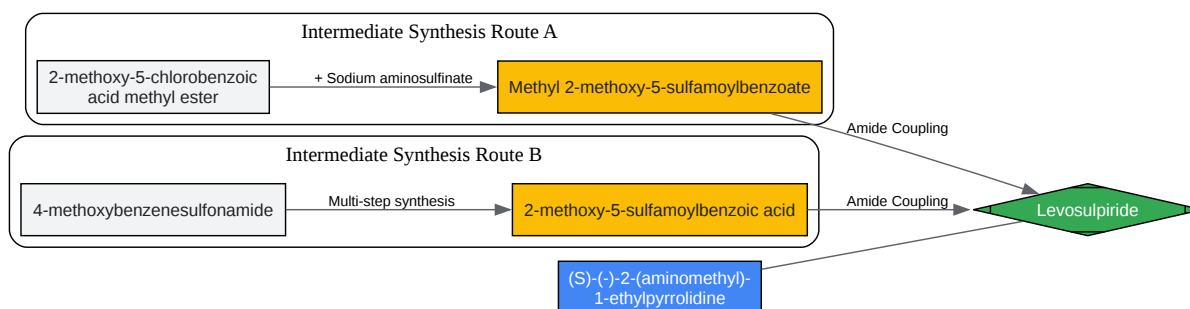 Intermediate Synthesis Route A
2-methoxy-5-chlorobenzoic
acid methyl ester
+ Sodium aminosulfinate
Methyl 2-methoxy-5-sulfamoylbenzoate
Amide Coupling
Intermediate Synthesis Route B
4-methoxybenzenesulfonamide
Multi-step synthesis
2-methoxy-5-sulfamoylbenzoic acid
Amide Coupling
Levosulpiride
(S)-(-)-2-(aminomethyl)-
1-ethylpyrrolidine